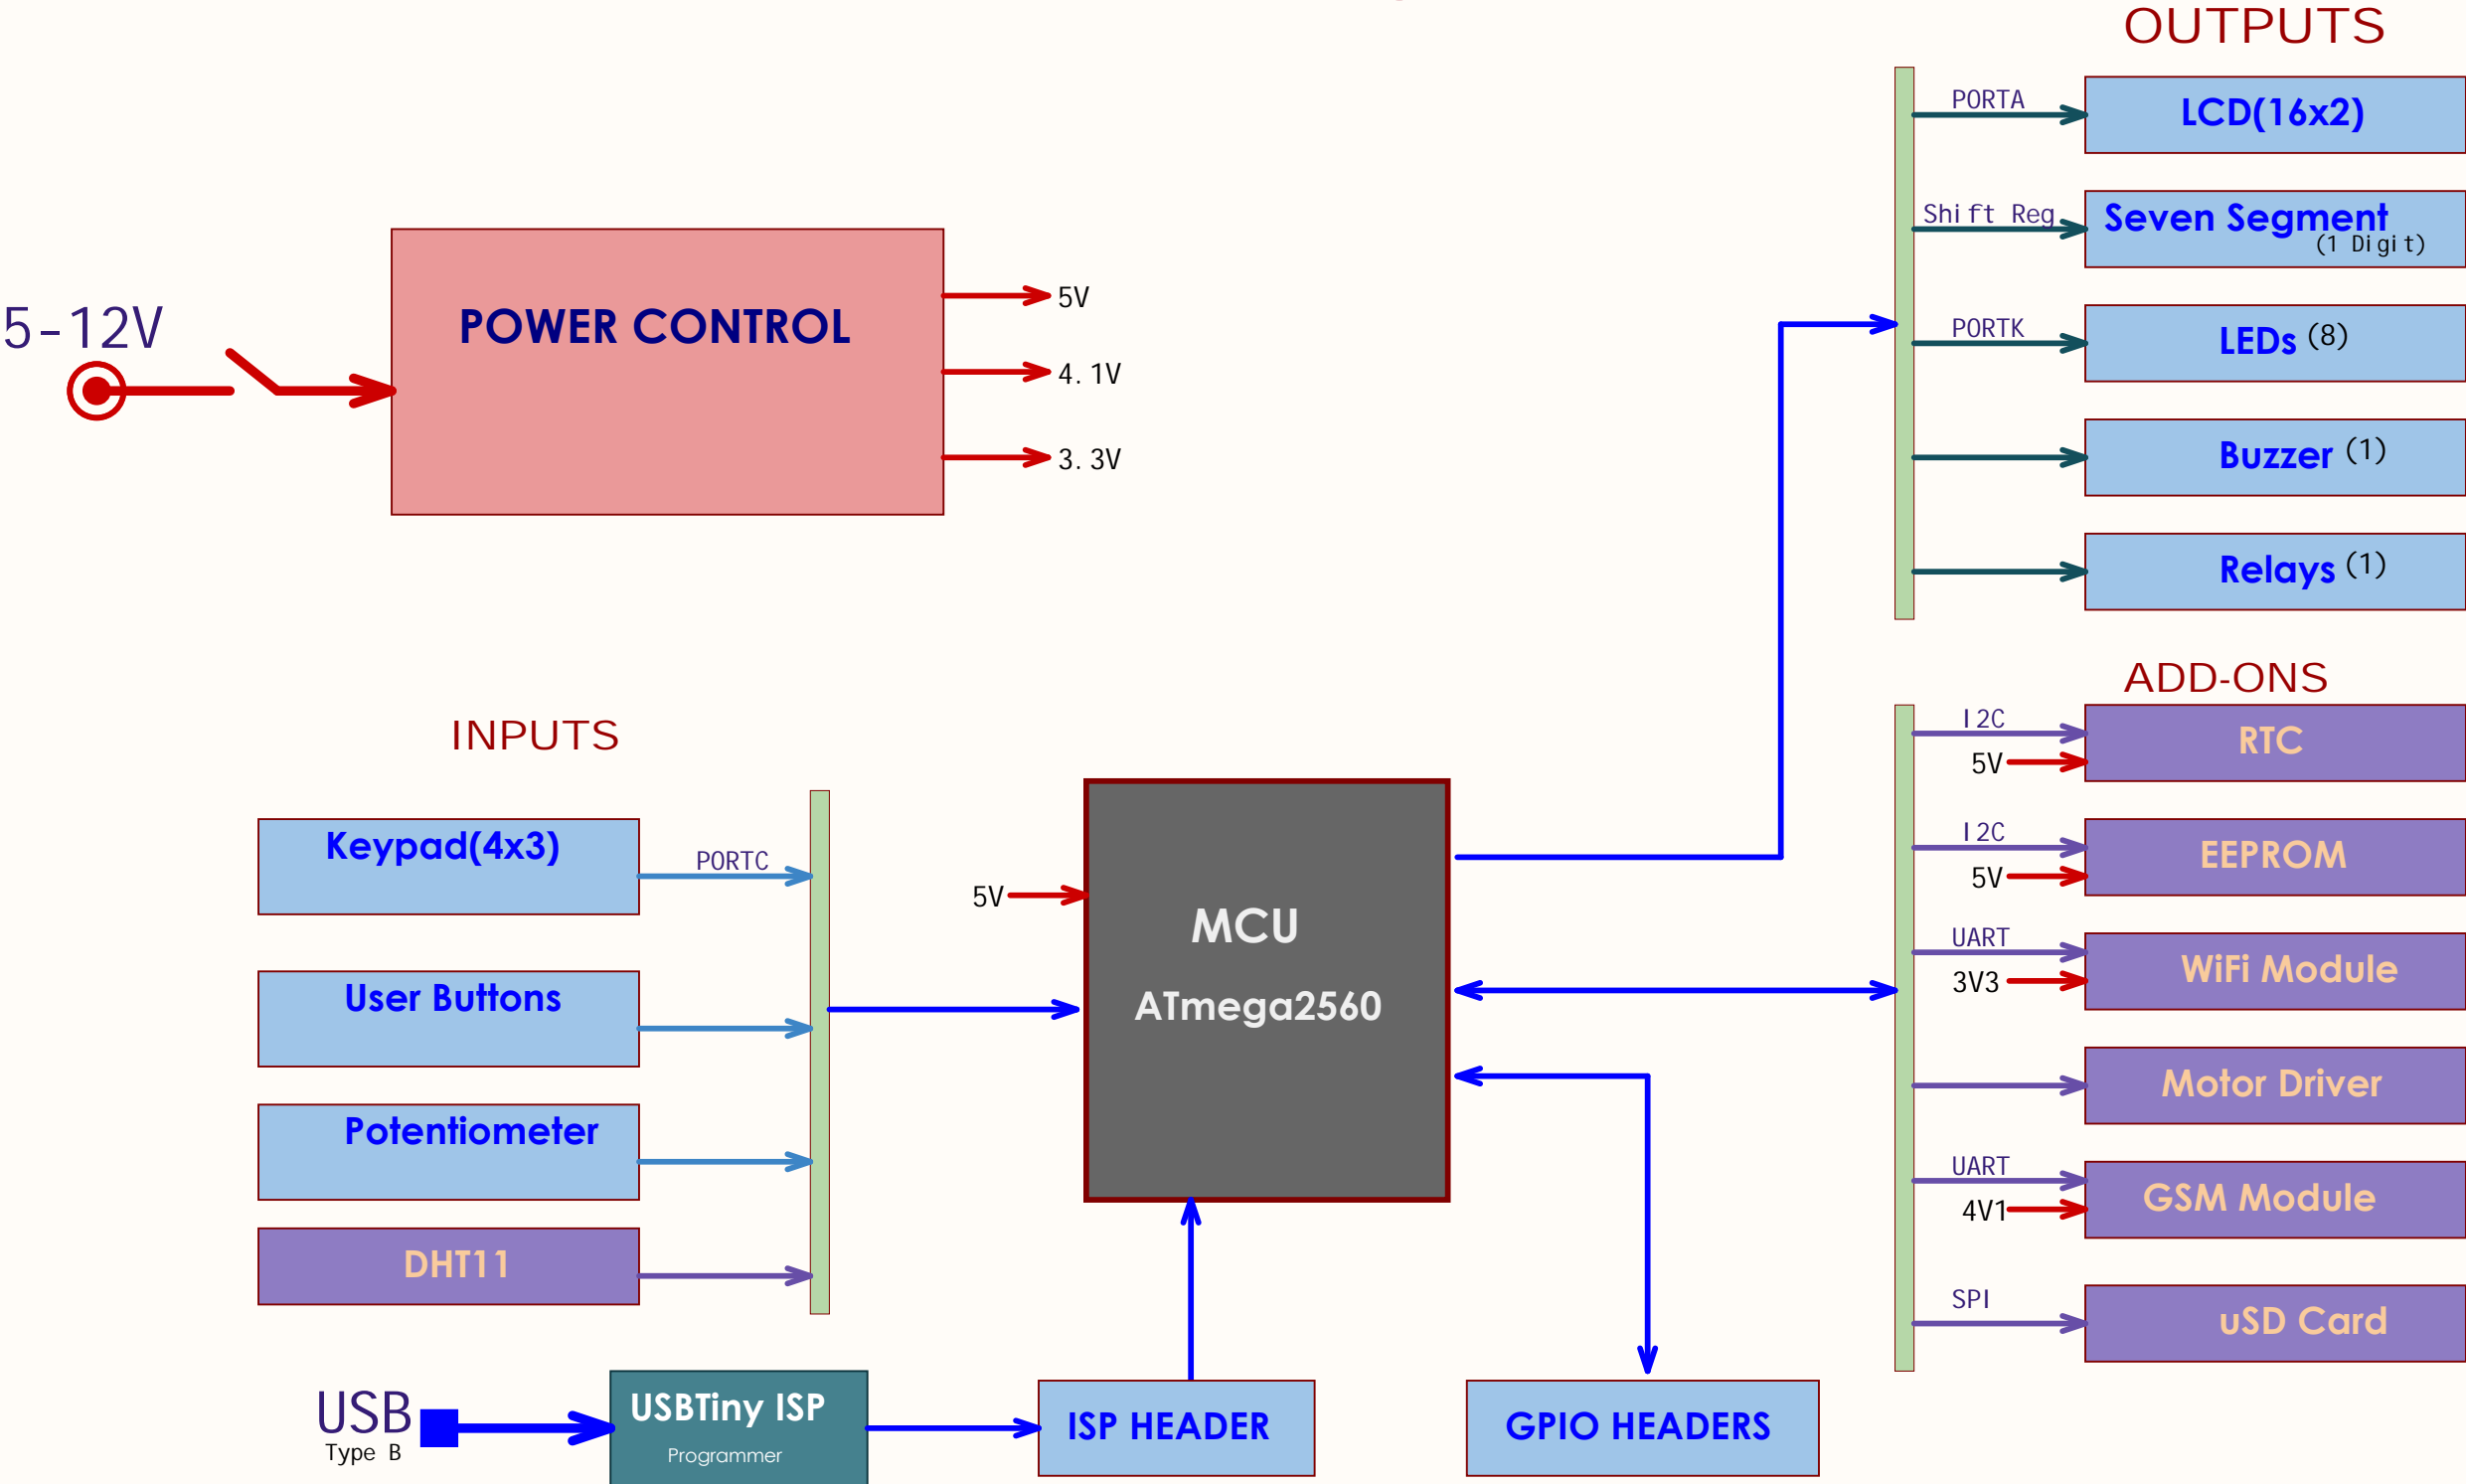 OUTPUTS
PORTA
LCD(16x2)
Shift Reg
Seven Segment
(1 Digit)
PORTK
LEDs (8)
Buzzer (1)
Relays (1)
5-12V
POWER CONTROL
5V
4.1V
3.3V
ADD-ONS
I2C
5V
RTC
I2C
5V
EEPROM
UART
3V3
WiFi Module
Motor Driver
UART
4V1
GSM Module
SPI
uSD Card
INPUTS
Keypad(4x3)
PORTC
User Buttons
Potentiometer
DHT11
5V
MCU
ATmega2560
USB
Type B
USBTiny ISP
Programmer
ISP HEADER
GPIO HEADERS